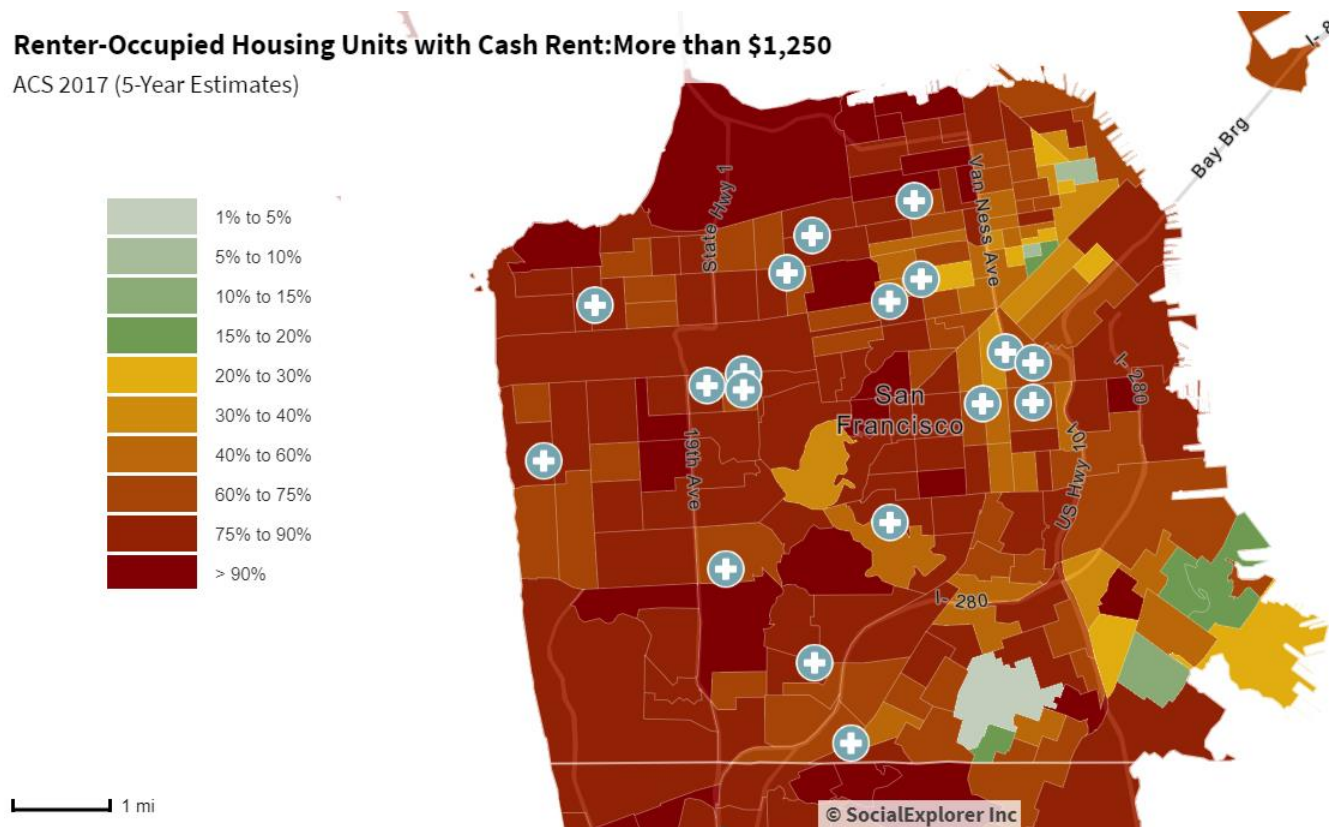 Renter-Occupied Housing Units with Cash Rent:More than $1,250
ACS 2017 (5-Year Estimates)
I- 8
Bay Brg
Van Ness Ave
State Hwy 1
1% to 5%
5% to 10%
10% to 15%
15% to 20%
20% to 30%
30% to 40%
40% to 60%
60% to 75%
75% to 90%
> 90%
I- 280
San
Francisco
19th Ave
US Hwy 101
I- 280
1 mi
© SocialExplorer Inc